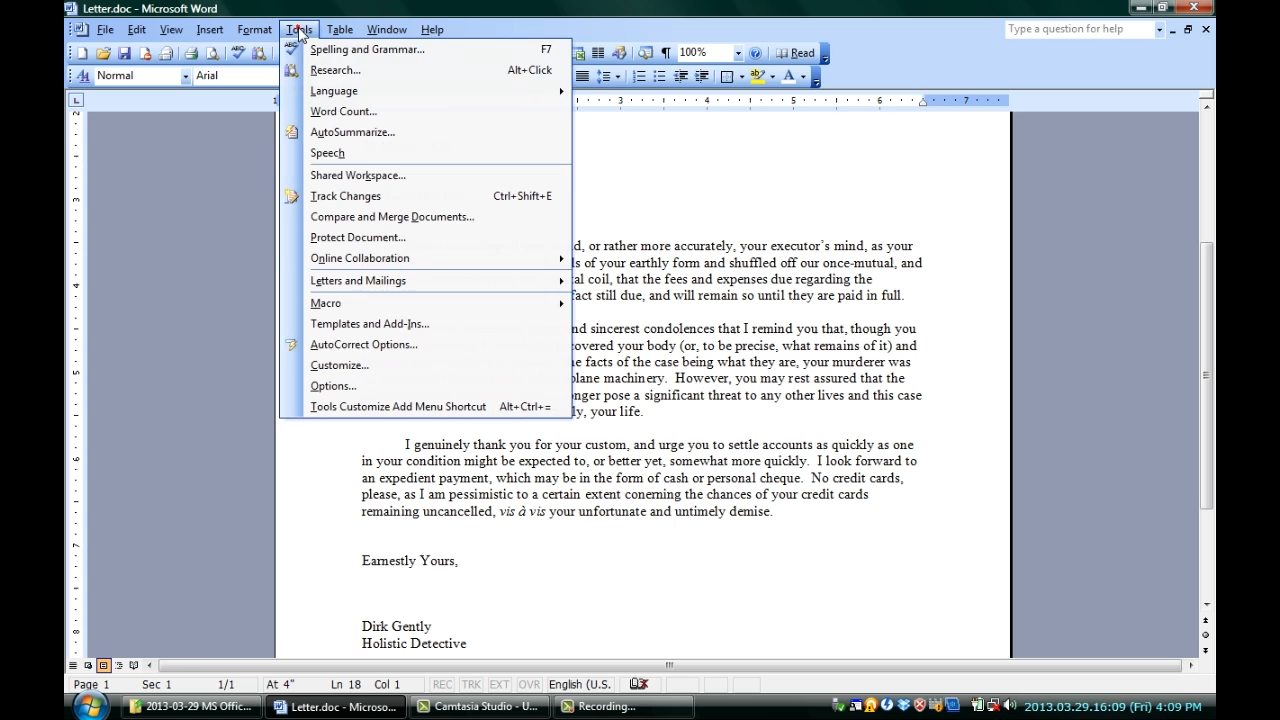 Letter.doc - Microsoft Word
File Edit View Insert Format Tools Table Window Help
Type a question for help
100%
Read
Normal
Arial
Spelling and Grammar... F7
Research... Alt+Click
Language
Word Count...
AutoSummarize...
Speech
Shared Workspace...
Track Changes Ctrl+Shift+E
Compare and Merge Documents...
Protect Document...
Online Collaboration
Letters and Mailings
Macro
Templates and Add-Ins...
AutoCorrect Options...
Customize...
Options...
Tools Customize Add Menu Shortcut Alt+Ctrl+=
1 3 4 5 6 7
2
3
4
5
6
7
8
d, or rather more accurately, your executor's mind, as your
ls of your earthly form and shuffled off our once-mutual, and
tal coil, that the fees and expenses due regarding the
fact still due, and will remain so until they are paid in full.
nd sincerest condolences that I remind you that, though you
covered your body (or, to be precise, what remains of it) and
e facts of the case being what they are, your murderer was
plane machinery. However, you may rest assured that the
nger pose a significant threat to any other lives and this case
ly, your life.
I genuinely thank you for your custom, and urge you to settle accounts as quickly as one
in your condition might be expected to, or better yet, somewhat more quickly. I look forward to
an expedient payment, which may be in the form of cash or personal cheque. No credit cards,
please, as I am pessimistic to a certain extent conerning the chances of your credit cards
remaining uncancelled, vis à vis your unfortunate and untimely demise.
Earnestly Yours,
Dirk Gently
Holistic Detective
Page 1 Sec 1 1/1 At 4" Ln 18 Col 1 REC TRK EXT OVR English (U.S.
2013-03-29 MS Offic... Letter.doc - Microso... Camtasia Studio - U... Recording... 2013.03.29.16:09 (Fri) 4:09 PM